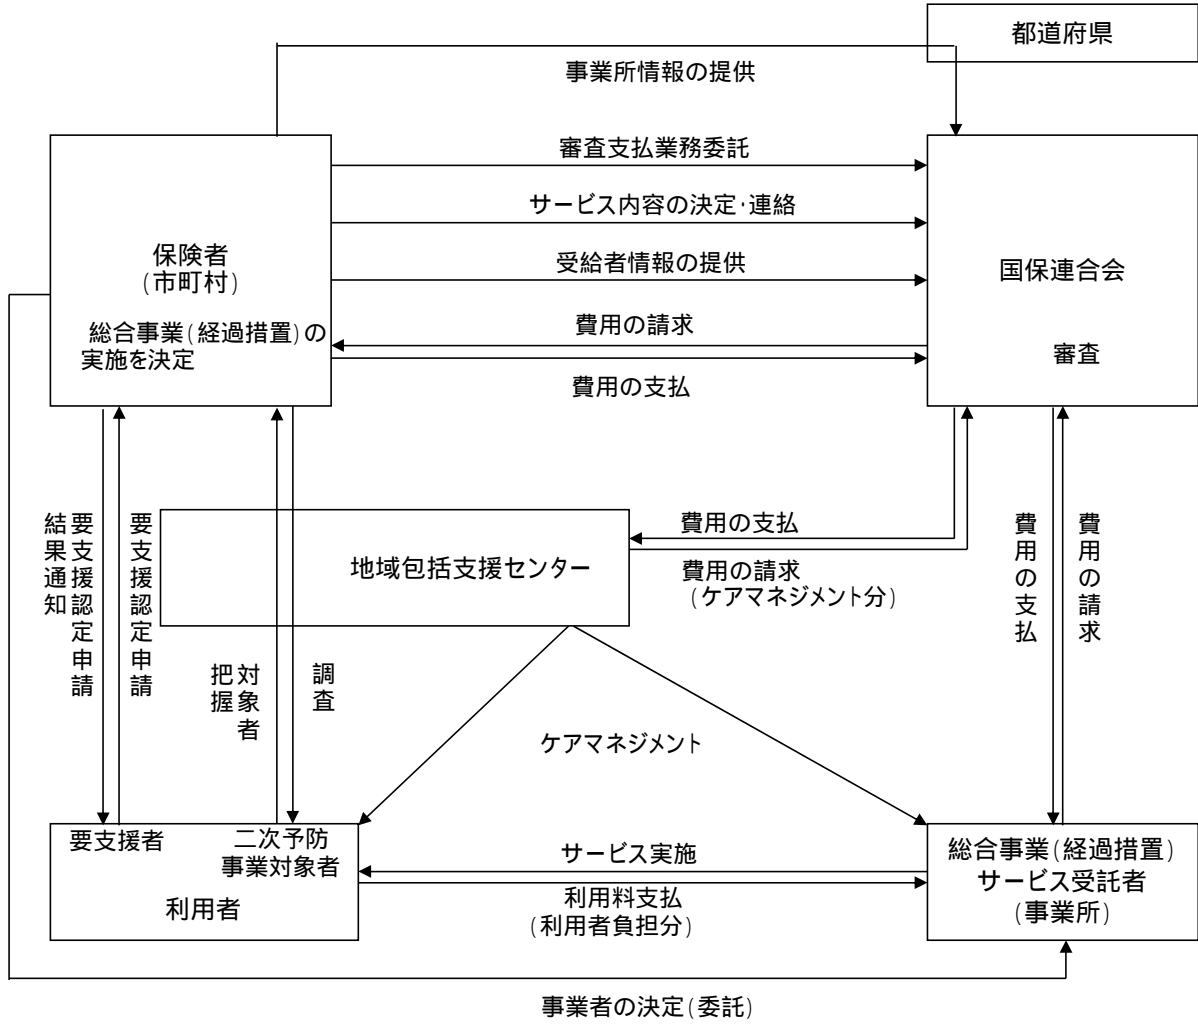 都道府県
事業所情報の提供
審査支払業務委託
サービス内容の決定・連絡
受給者情報の提供
保険者
(市町村)
総合事業(経過措置)の
実施を決定
国保連合会
審査
費用の請求
費用の支払
要支援認定申請
結果通知
要支援認定申請
対象者
把握
調査
地域包括支援センター
費用の支払
費用の請求
(ケアマネジメント分)
費用の支払
費用の請求
ケアマネジメント
要支援者
二次予防
事業対象者
利用者
サービス実施
利用料支払
(利用者負担分)
総合事業(経過措置)
サービス受託者
(事業所)
事業者の決定(委託)